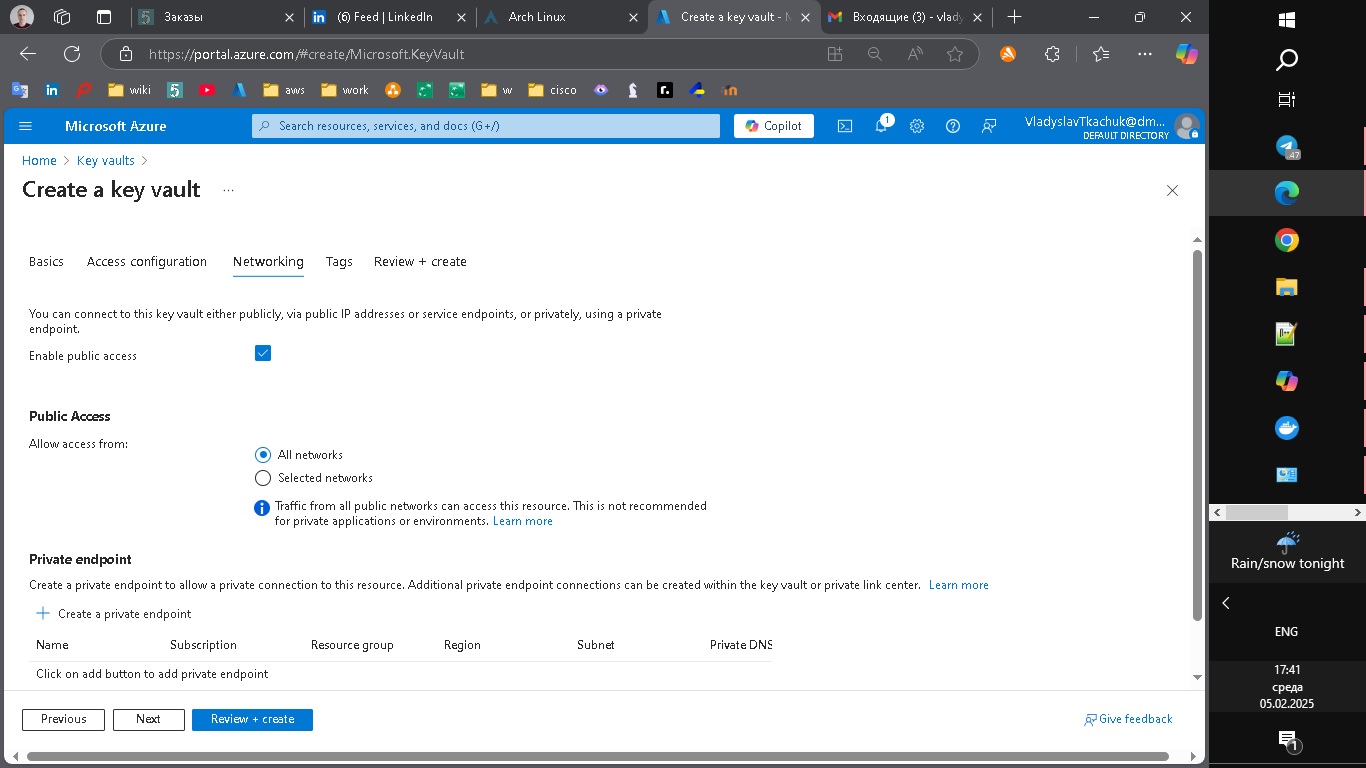 Заказы
(6) Feed | LinkedIn
Arch Linux
Create a key vault - M
Входящие (3) - vlady
https://portal.azure.com/#create/Microsoft.KeyVault
wiki
aws
work
w
cisco
Microsoft Azure
Search resources, services, and docs (G+/)
Copilot
1
VladyslavTkachuk@dm...
DEFAULT DIRECTORY
Home > Key vaults >
Create a key vault ...
Basics
Access configuration
Networking
Tags
Review + create
You can connect to this key vault either publicly, via public IP addresses or service endpoints, or privately, using a private
endpoint.
Enable public access
Public Access
Allow access from:
All networks
Selected networks
Traffic from all public networks can access this resource. This is not recommended
for private applications or environments. Learn more
Private endpoint
Create a private endpoint to allow a private connection to this resource. Additional private endpoint connections can be created within the key vault or private link center. Learn more
+ Create a private endpoint
Name
Subscription
Resource group
Region
Subnet
Private DNS
Click on add button to add private endpoint
Previous
Next
Review + create
Give feedback
.47
Rain/snow tonight
ENG
17:41
среда
05.02.2025
1